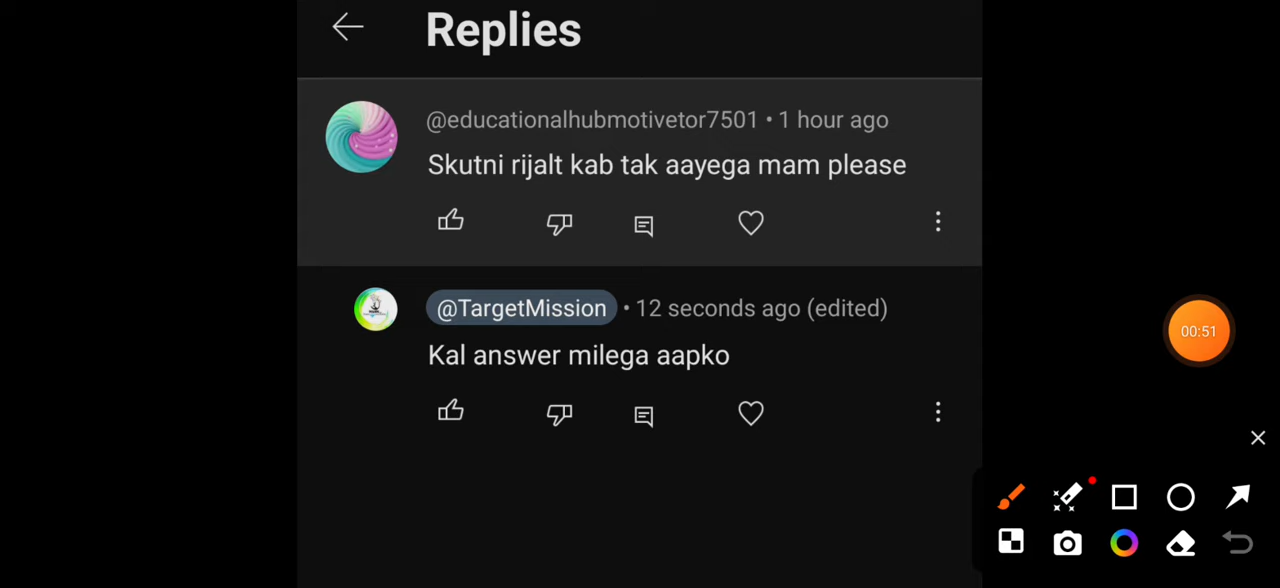 Replies
@educationalhubmotivetor7501 • 1 hour ago
Skutni rijalt kab tak aayega mam please
@TargetMission • 12 seconds ago (edited)
Kal answer milega aapko
00:51